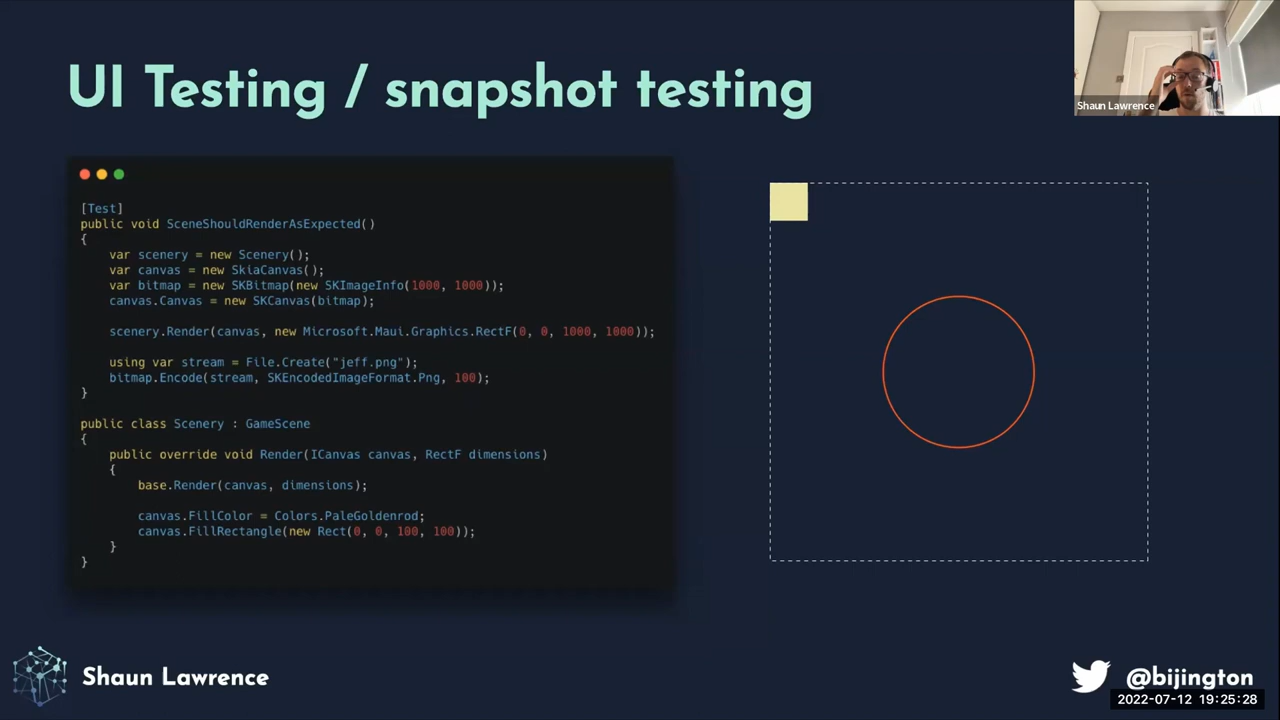 UI Testing / snapshot testing
Shaun Lawrence
[Test]
public void SceneShouldRenderAsExpected()
{
    var scenery = new Scenery();
    var canvas = new SkiaCanvas();
    var bitmap = new SKBitmap(new SKImageInfo(1000, 1000));
    canvas.Canvas = new SKCanvas(bitmap);
    scenery.Render(canvas, new Microsoft.Maui.Graphics.RectF(0, 0, 1000, 1000));
    using var stream = File.Create("jeff.png");
    bitmap.Encode(stream, SKEncodedImageFormat.Png, 100);
}
public class Scenery : GameScene
{
    public override void Render(ICanvas canvas, RectF dimensions)
    {
        base.Render(canvas, dimensions);
        canvas.FillColor = Colors.PaleGoldenrod;
        canvas.FillRectangle(new Rect(0, 0, 100, 100));
    }
}
Shaun Lawrence
@bijington
2022-07-12 19:25:28